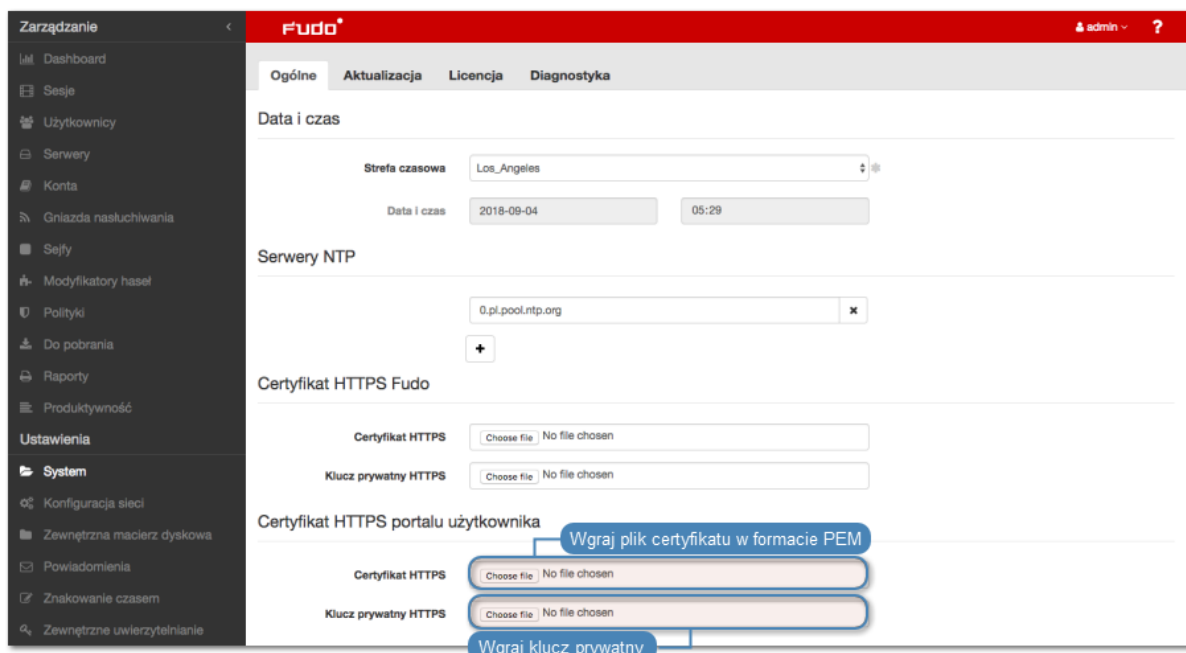 Zarządzanie
Fudo
admin
?
Dashboard
Sesje
Użytkownicy
Serwery
Konta
Gniazda nasłuchiwania
Sejfy
Modyfikatory haseł
Polityki
Do pobrania
Raporty
Produktywność
Ustawienia
System
Konfiguracja sieci
Zewnętrzna macierz dyskowa
Powiadomienia
Znakowanie czasem
Zewnętrzne uwierzytelnianie
Ogólne Aktualizacja Licencja Diagnostyka
Data i czas
Strefa czasowa Los_Angeles
Data i czas 2018-09-04 05:29
Serwery NTP
0.pl.pool.ntp.org
Certyfikat HTTPS Fudo
Certyfikat HTTPS Choose file No file chosen
Klucz prywatny HTTPS Choose file No file chosen
Certyfikat HTTPS portalu użytkownika
Wgraj plik certyfikatu w formacie PEM
Certyfikat HTTPS Choose file No file chosen
Klucz prywatny HTTPS Choose file No file chosen
Wgraj klucz prywatny